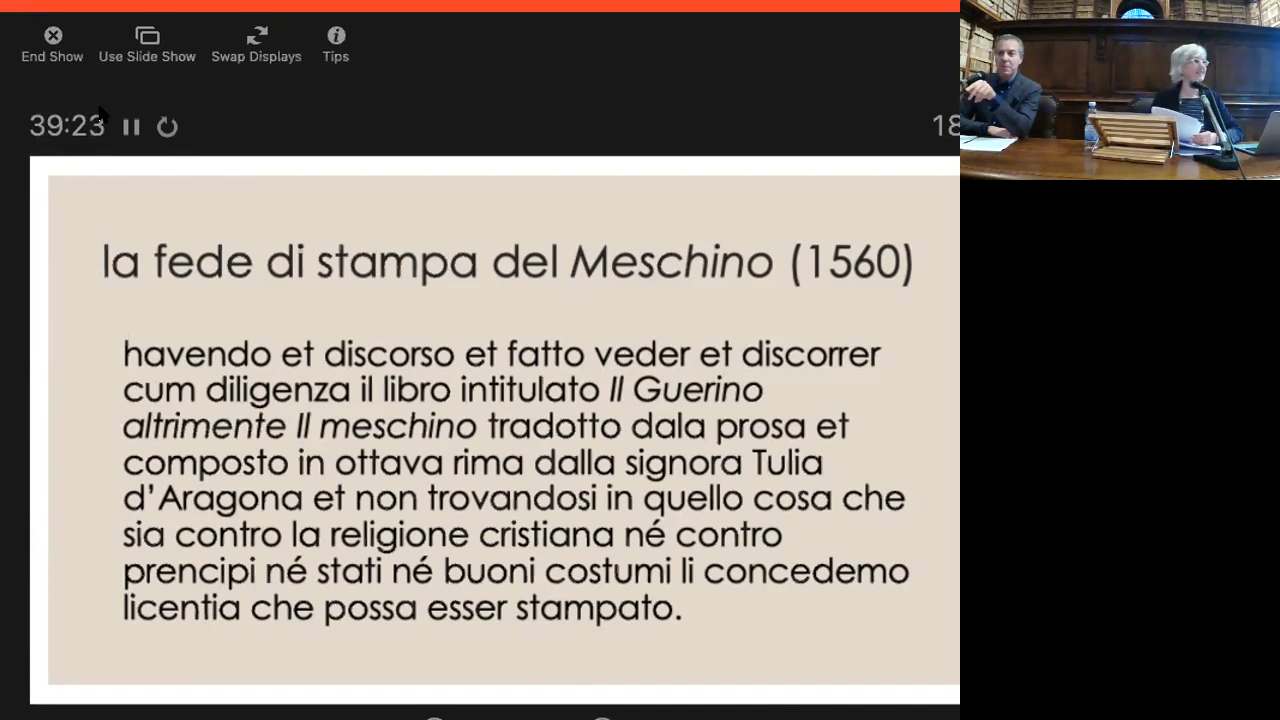 End Show
Use Slide Show
Swap Displays
Tips
39:23
18
la fede di stampa del Meschino (1560)
havendo et discorso et fatto veder et discorrer
cum diligenza il libro intitulato Il Guerino
altrimente Il meschino tradotto dala prosa et
composto in ottava rima dalla signora Tulia
d’Aragona et non trovandosi in quello cosa che
sia contro la religione cristiana né contro
prencipi né stati né buoni costumi li concedemo
licentia che possa esser stampato.